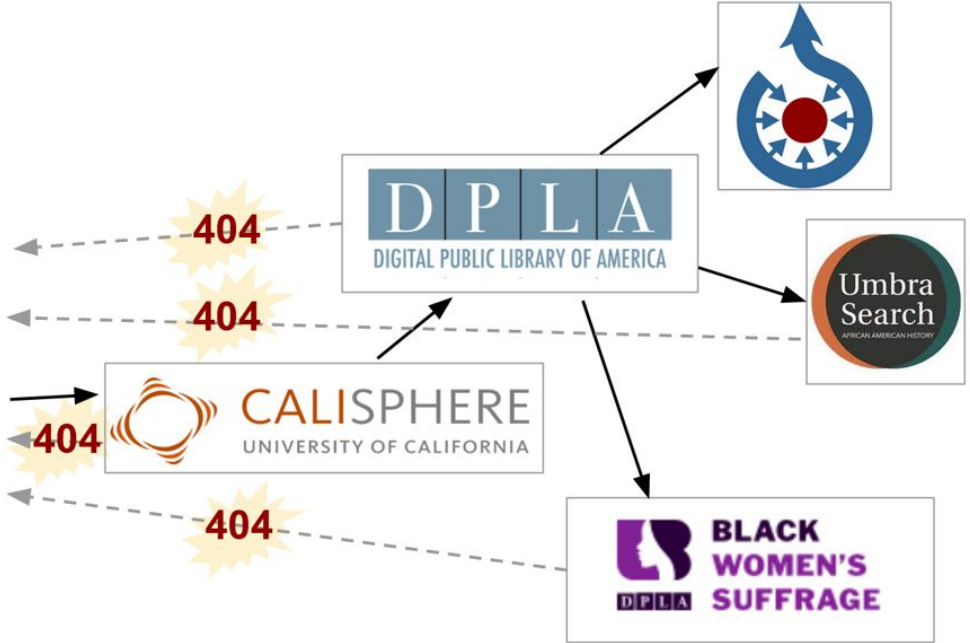 DPLA
DIGITAL PUBLIC LIBRARY OF AMERICA
404
Umbra
Search
AFRICAN AMERICAN HISTORY
404
CALISPHERE
UNIVERSITY OF CALIFORNIA
404
404
BLACK
WOMEN'S
SUFFRAGE
DPLA